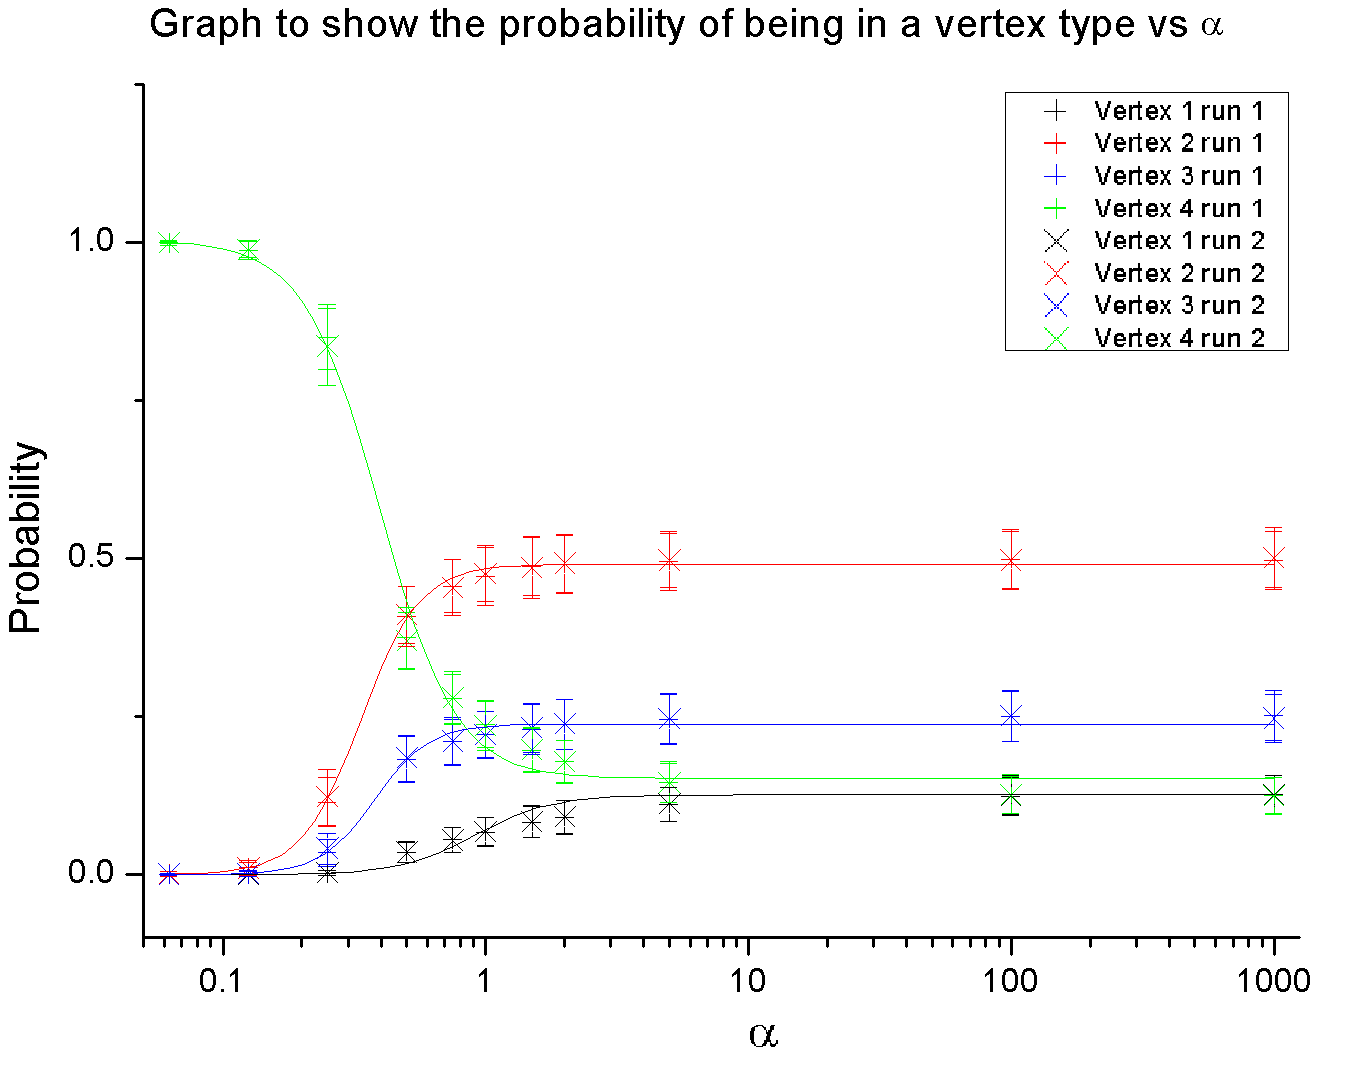 Graph to show the probability of being in a vertex type vs α
Vertex 1 run 1
Vertex 2 run 1
Vertex 3 run 1
Vertex 4 run 1
Vertex 1 run 2
Vertex 2 run 2
Vertex 3 run 2
Vertex 4 run 2
1.0
0.5
0.0
Probability
0.1
1
10
100
1000
α